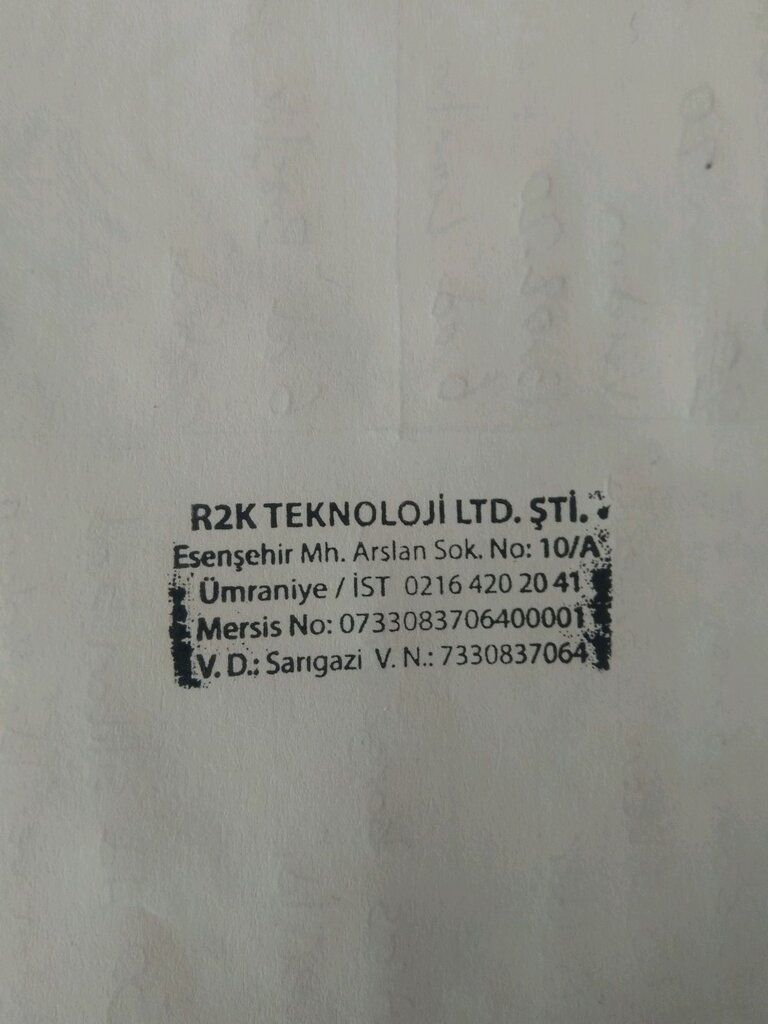 R2K TEKNOLOJİ LTD. ŞTİ.
Esenşehir Mh. Arslan Sok. No: 10/A
Ümraniye / İST 0216 420 20 41
Mersis No: 0733083706400001
V. D.: Sarıgazi V. N.: 7330837064